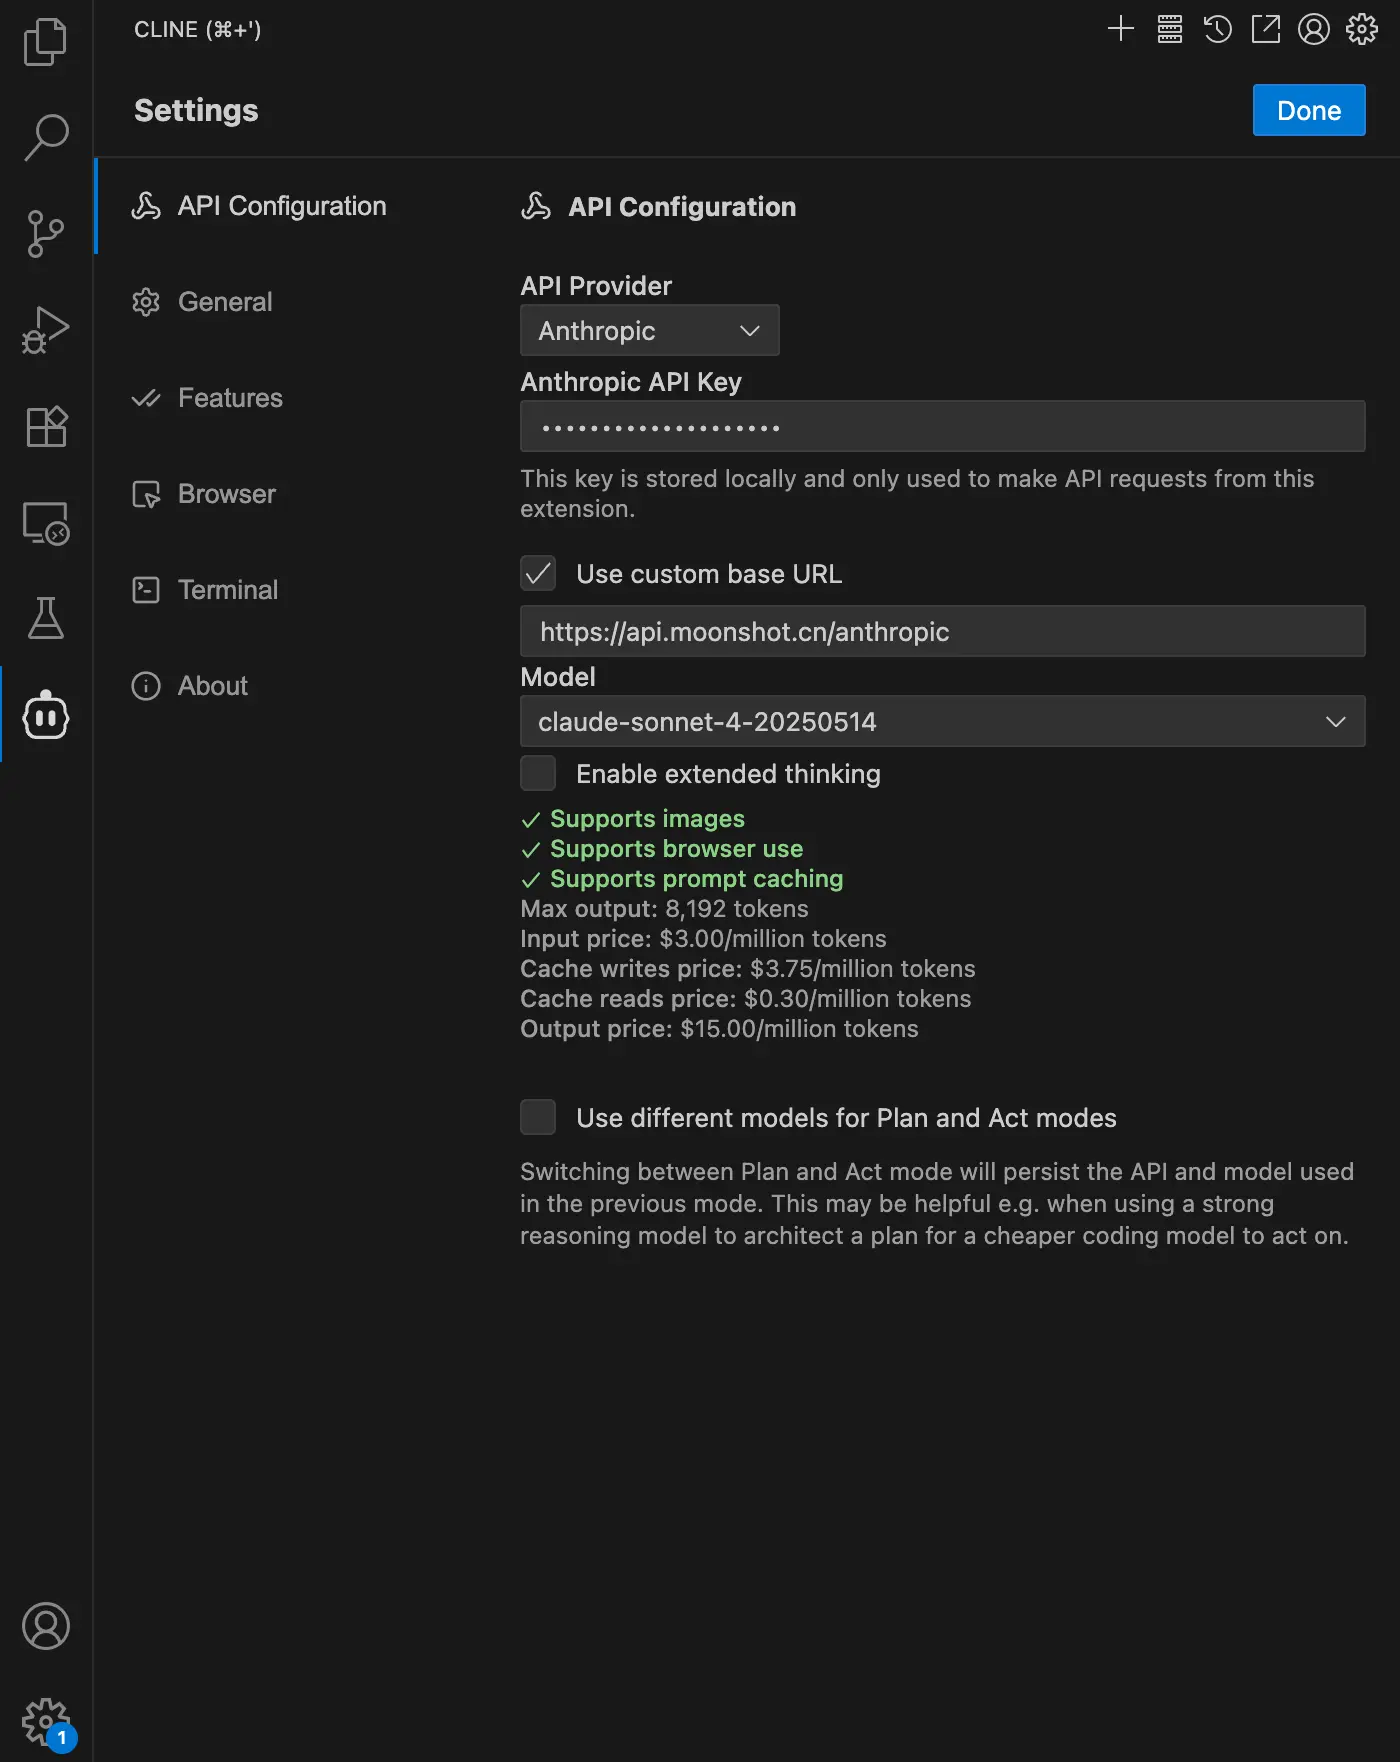 CLINE (⌘+')
Settings
Done
API Configuration
General
Features
Browser
Terminal
About
API Configuration
API Provider
Anthropic
Anthropic API Key
••••••••••••••••••••
This key is stored locally and only used to make API requests from this
extension.
Use custom base URL
https://api.moonshot.cn/anthropic
Model
claude-sonnet-4-20250514
Enable extended thinking
Supports images
Supports browser use
Supports prompt caching
Max output: 8,192 tokens
Input price: $3.00/million tokens
Cache writes price: $3.75/million tokens
Cache reads price: $0.30/million tokens
Output price: $15.00/million tokens
Use different models for Plan and Act modes
Switching between Plan and Act mode will persist the API and model used
in the previous mode. This may be helpful e.g. when using a strong
reasoning model to architect a plan for a cheaper coding model to act on.
1